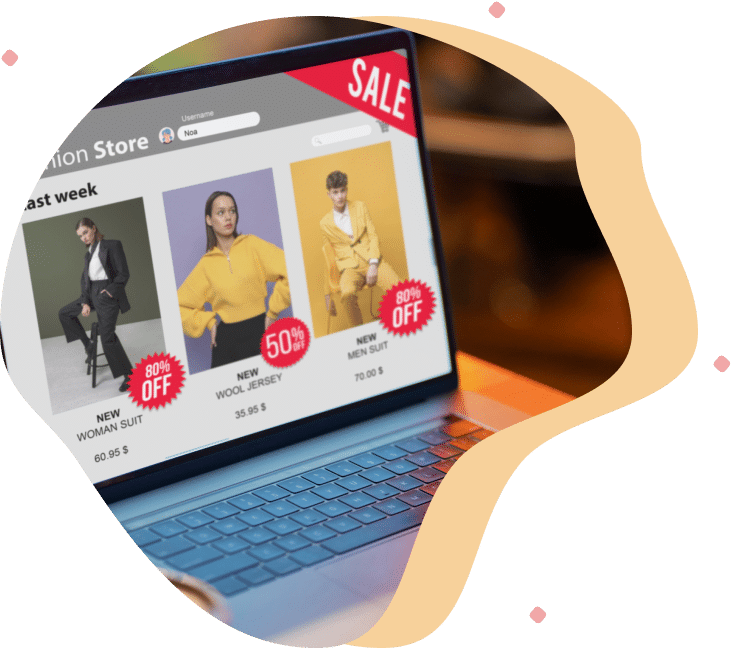 SALE
Username
Store
Noa
ast week
80%
OFF
50%
OFF
80%
OFF
NEW
WOMAN SUIT
60.95 $
NEW
WOOL JERSEY
35.95 $
NEW
MEN SUIT
70.00 $